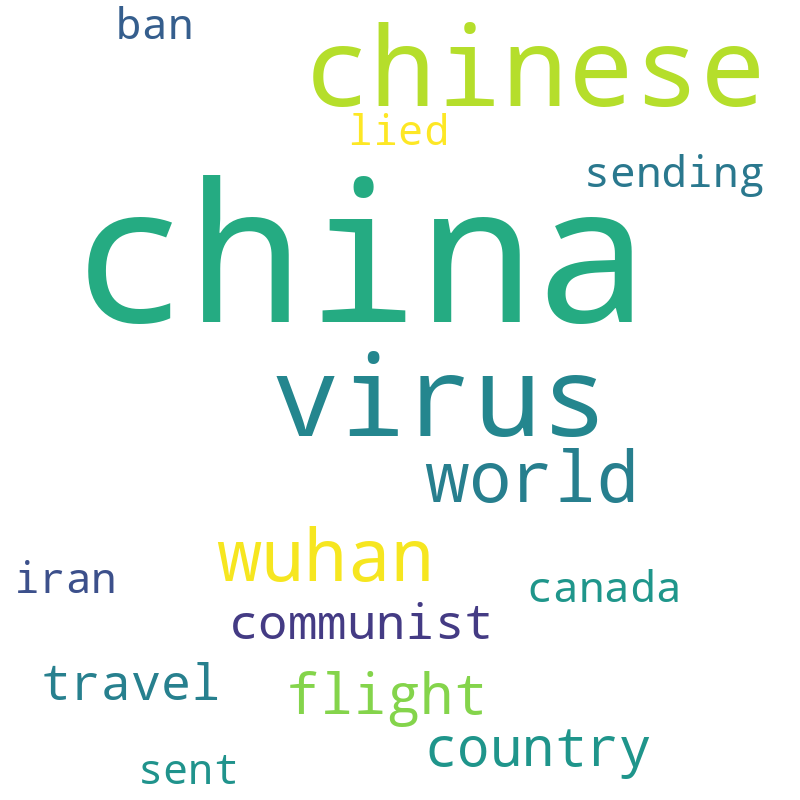 ban
chinese
lied
sending
china
virus
world
wuhan
iran
canada
communist
travel
flight
country
sent